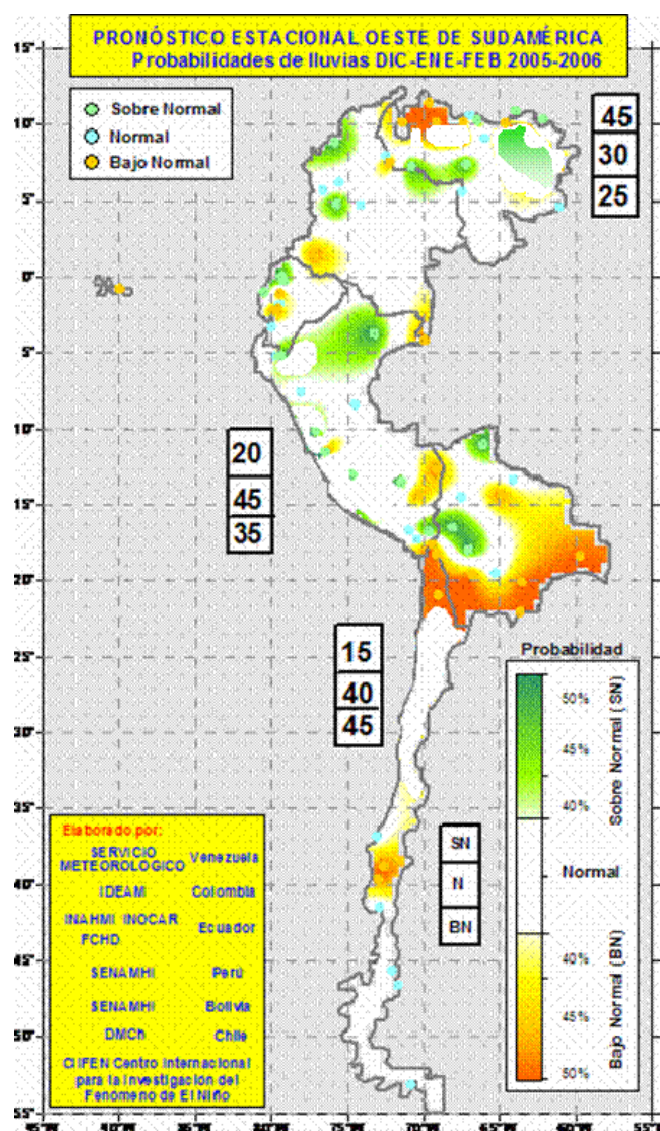 PRONÓSTICO ESTACIONAL OESTE DE SUDAMÉRICA
Probabilidades de lluvias DIC-ENE-FEB 2005-2006
Sobre Normal
Normal
Bajo Normal
45
30
25
20
45
35
15
40
45
SN
N
BN
Probabilidad
50%
45%
40%
Sobre Normal (SN)
Normal
40%
45%
50%
Bajo Normal (BN)
Elaborado por:
SERVICIO METEOROLÓGICO Venezuela
IDEAM Colombia
INAHMI INOCAR Ecuador
SENAMHI Perú
SENAMHI Bolivia
DMCh Chile
CIIFEN Centro Internacional
para la Investigación del
Fenomeno de El Niño
15°
10°
5°
0°
5°
10°
15°
20°
25°
30°
35°
40°
45°
50°
55°